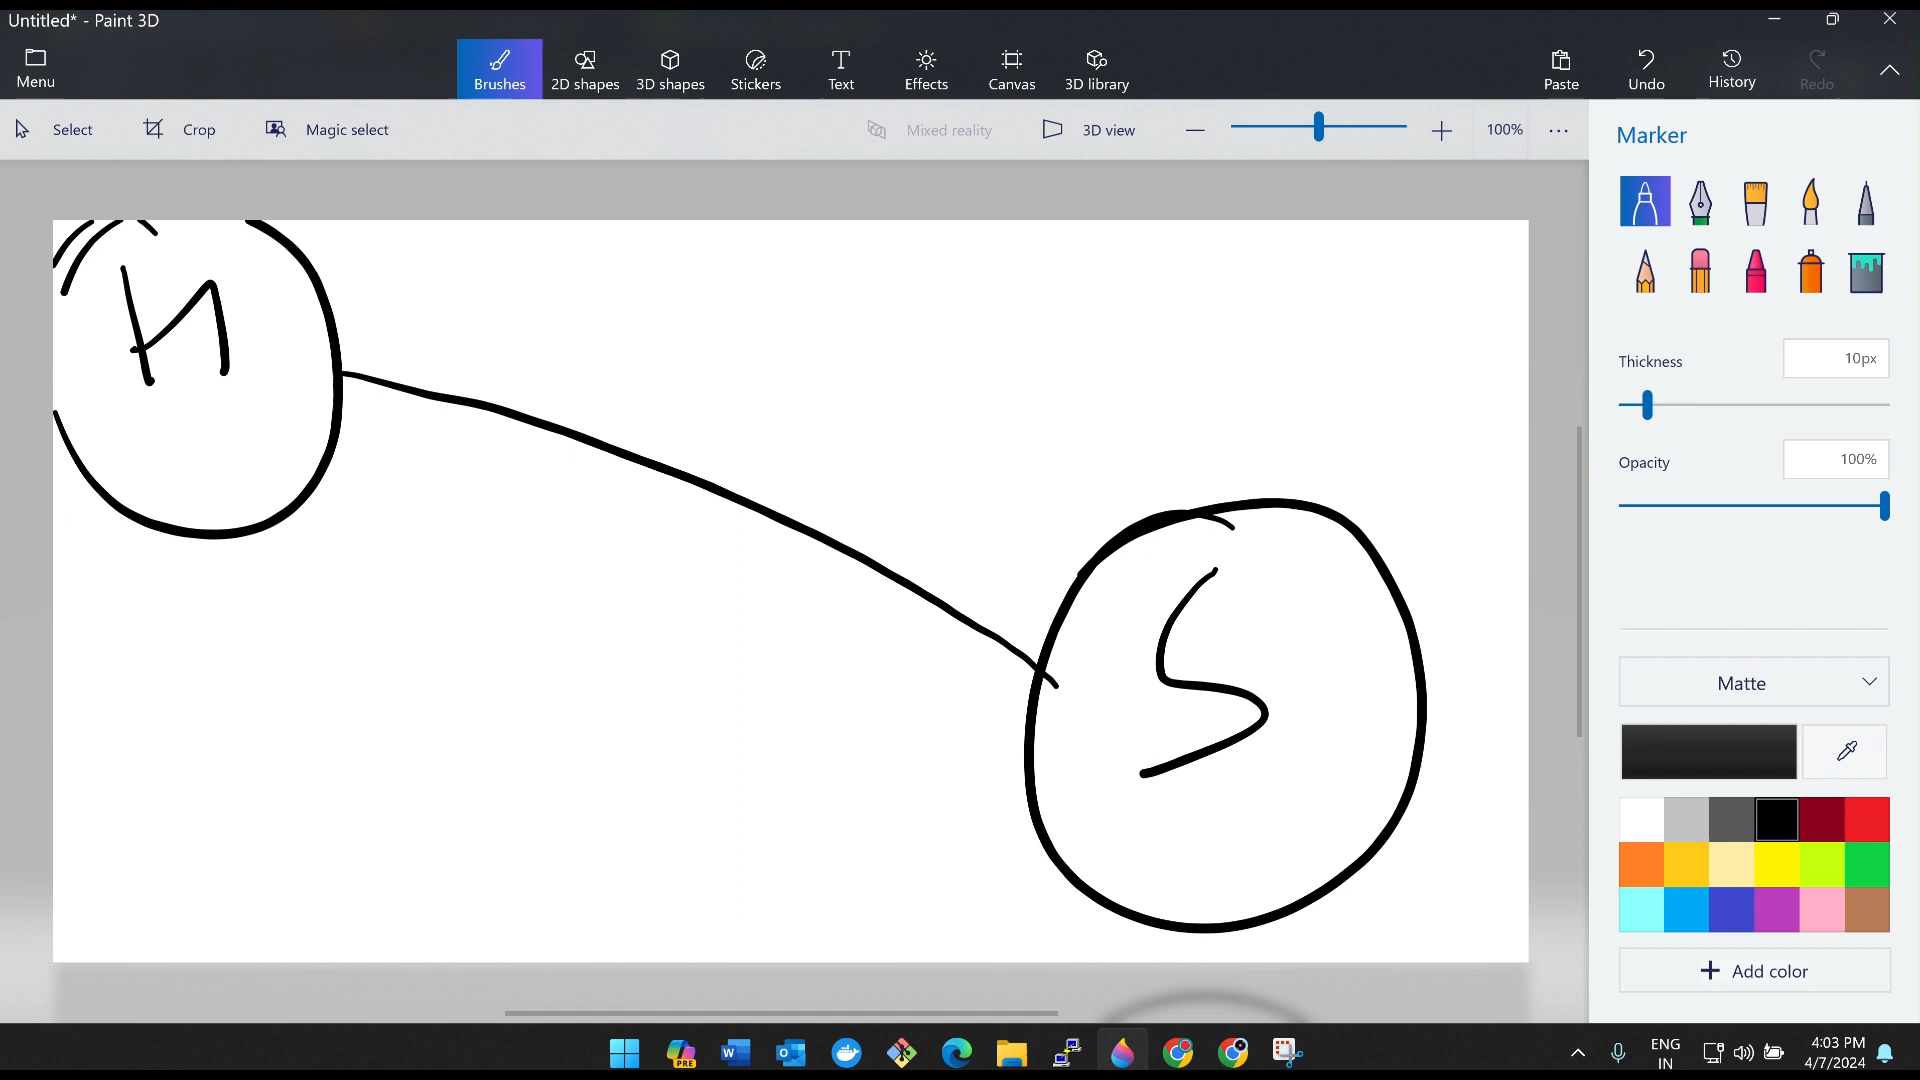 Untitled* - Paint 3D
Menu
Brushes 2D shapes 3D shapes Stickers Text Effects Canvas 3D library
Paste Undo History Redo
Select Crop Magic select Mixed reality 3D view 100%
Marker
Thickness 10px
Opacity 100%
Matte
Add color
M
S
W
PRE
ENG
IN
4:03 PM
4/7/2024